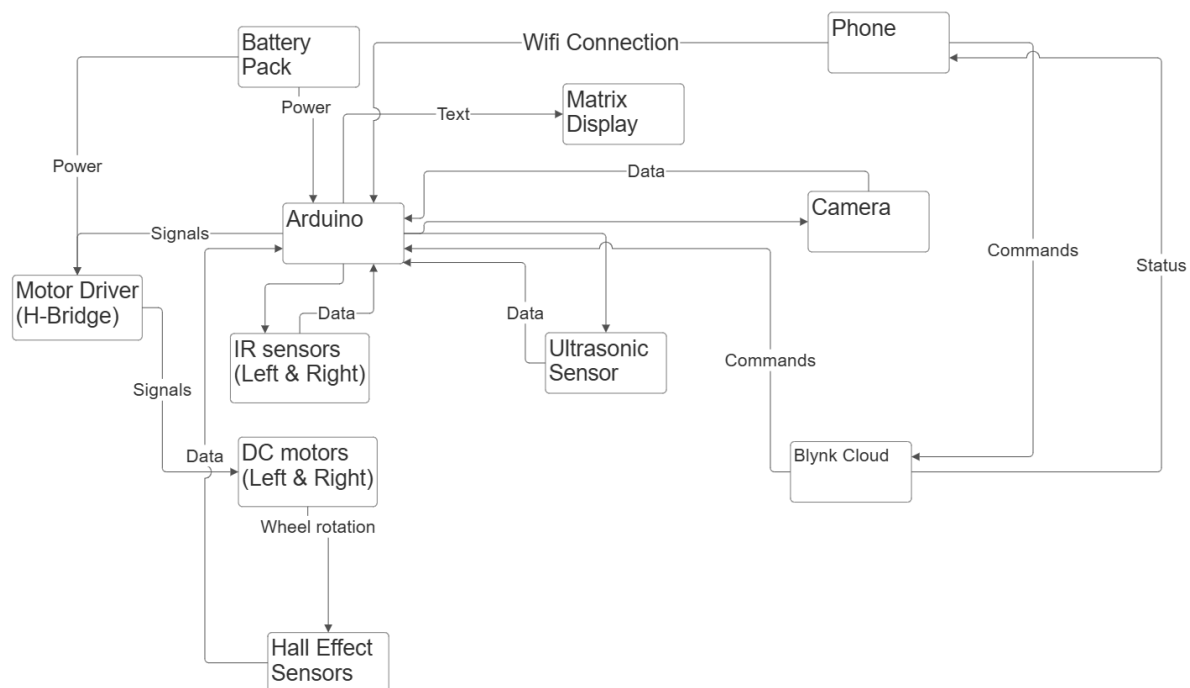 Battery
Pack
Wifi Connection
Phone
Power
Text
Matrix
Display
Power
Data
Arduino
Camera
Signals
Commands
Status
Motor Driver
(H-Bridge)
Data
Data
IR sensors
(Left & Right)
Ultrasonic
Sensor
Commands
Signals
DC motors
(Left & Right)
Data
Blynk Cloud
Wheel rotation
Hall Effect
Sensors